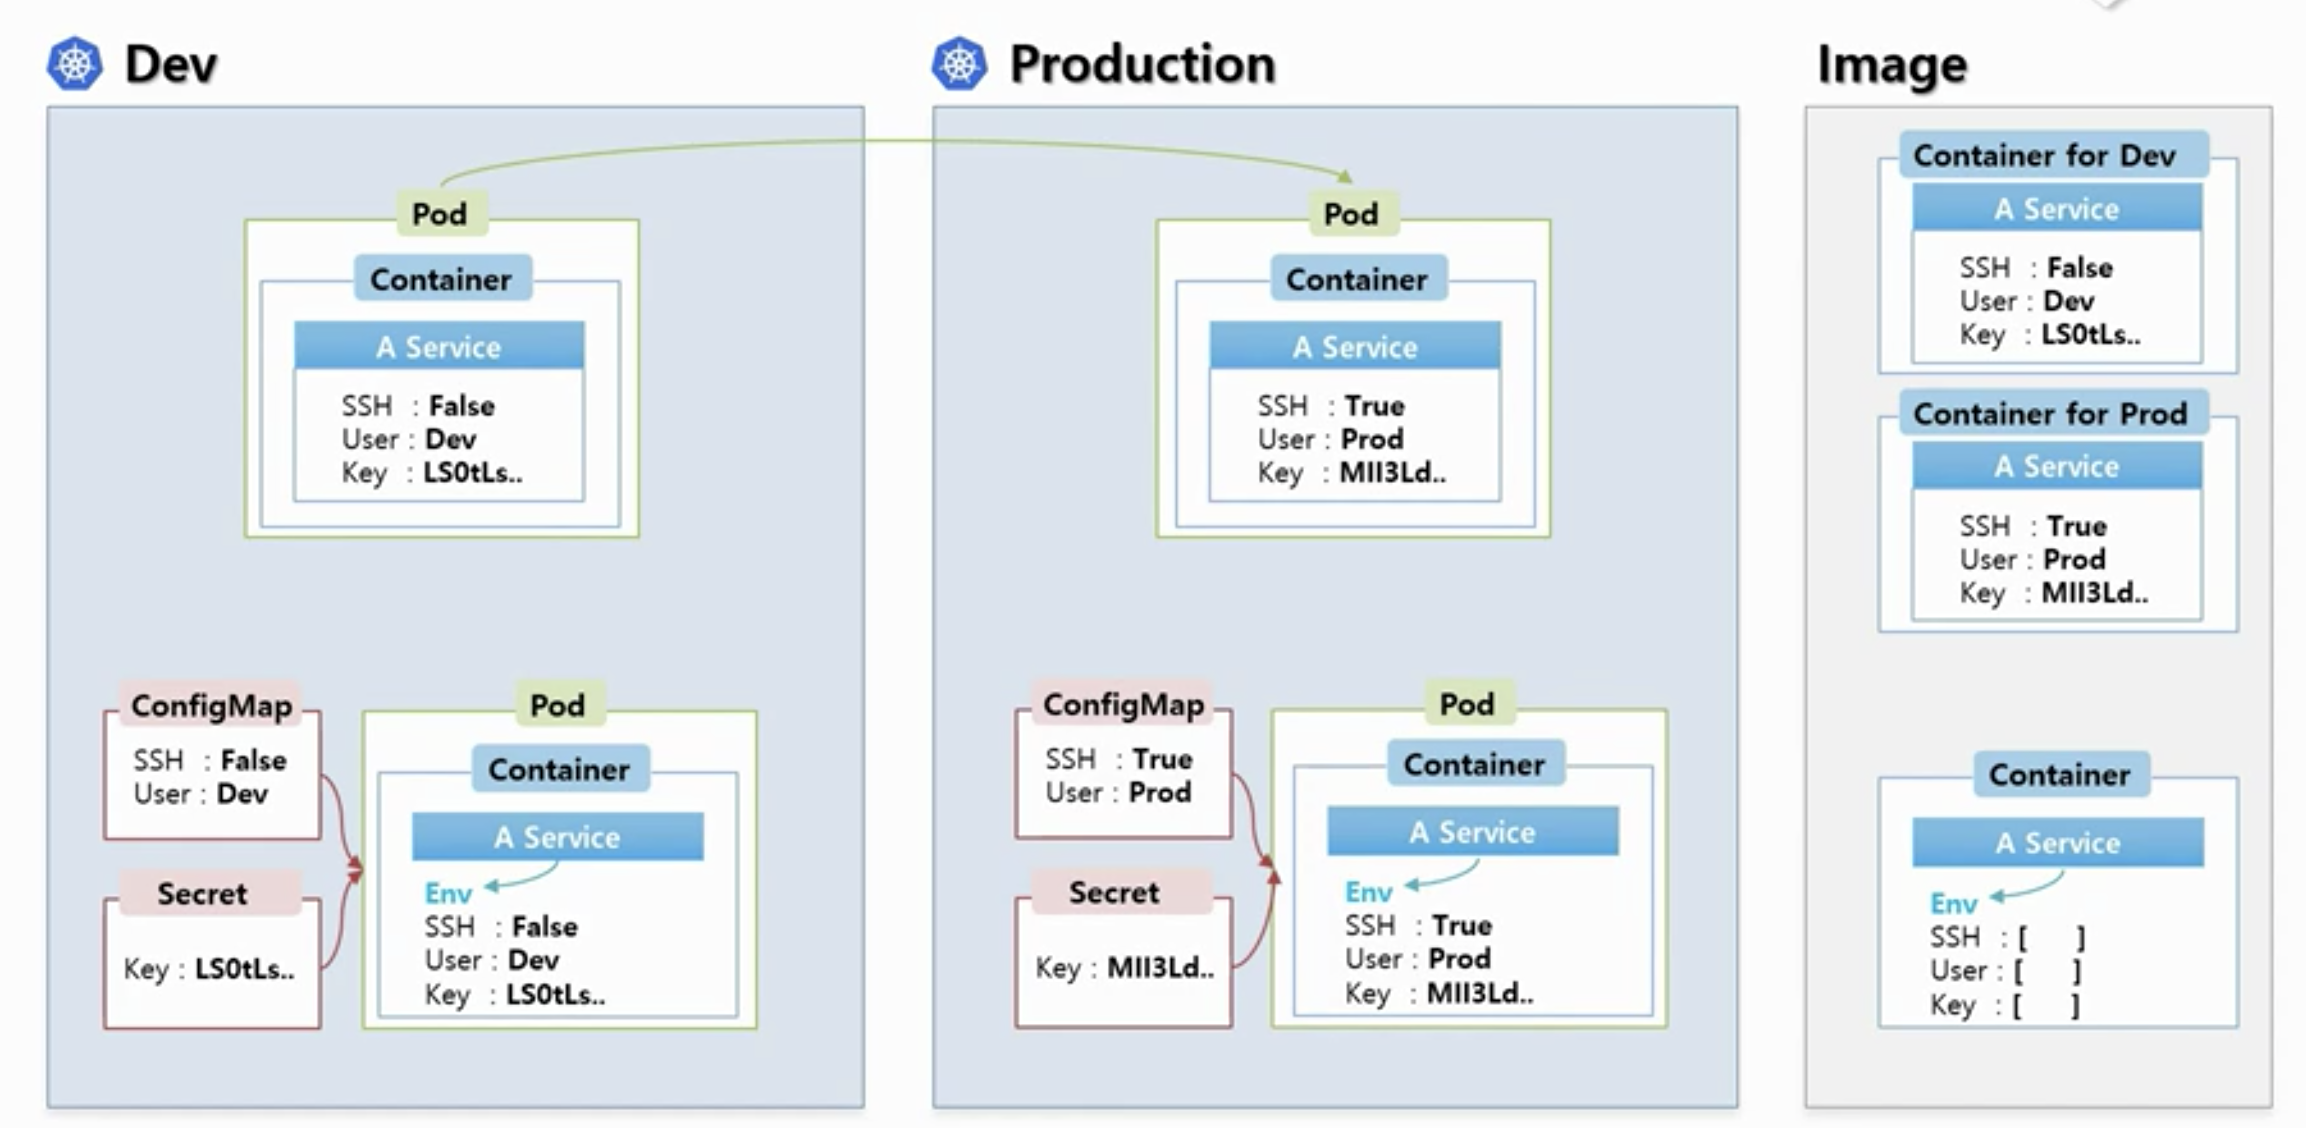 Dev
Pod
Container
A Service
SSH : False
User : Dev
Key : LS0tLs..
ConfigMap
SSH : False
User : Dev
Secret
Key : LS0tLs..
Pod
Container
A Service
Env
SSH : False
User : Dev
Key : LS0tLs..
Production
Pod
Container
A Service
SSH : True
User : Prod
Key : MII3Ld..
ConfigMap
SSH : True
User : Prod
Secret
Key : MII3Ld..
Pod
Container
A Service
Env
SSH : True
User : Prod
Key : MII3Ld..
Image
Container for Dev
A Service
SSH : False
User : Dev
Key : LS0tLs..
Container for Prod
A Service
SSH : True
User : Prod
Key : MII3Ld..
Container
A Service
Env
SSH : [ ]
User : [ ]
Key : [ ]